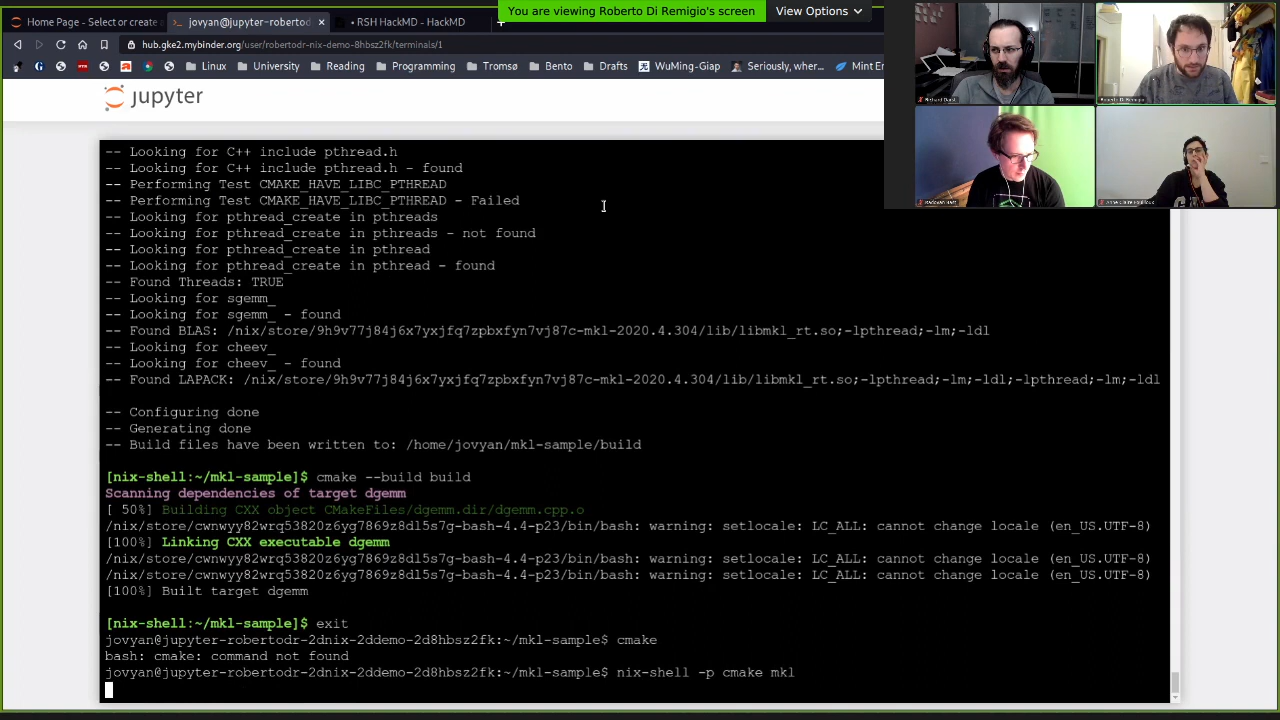 You are viewing Roberto Di Remigio's screen
View Options
Home Page - Select or create
jovyan@jupyter-roberto
RSH HackMD - HackMD
hub.gke2.mybinder.org/user/robertodr-nix-demo-8hbsz2fk/terminals/1
Linux
University
Reading
Programming
Tromsø
Bento
Drafts
WuMing-Giap
Seriously, wher...
Mint En
jupyter
Richard Darst
Roberto Di Remigio
Radovan Bast
Anne Claire Fouilloux
-- Looking for C++ include pthread.h
-- Looking for C++ include pthread.h - found
-- Performing Test CMAKE_HAVE_LIBC_PTHREAD
-- Performing Test CMAKE_HAVE_LIBC_PTHREAD - Failed
-- Looking for pthread_create in pthreads
-- Looking for pthread_create in pthreads - not found
-- Looking for pthread_create in pthread
-- Looking for pthread_create in pthread - found
-- Found Threads: TRUE
-- Looking for sgemm_
-- Looking for sgemm_ - found
-- Found BLAS: /nix/store/9h9v77j84j6x7yxjfq7zpbxfyn7vj87c-mkl-2020.4.304/lib/libmkl_rt.so;-lpthread;-lm;-ldl
-- Looking for cheev_
-- Looking for cheev_ - found
-- Found LAPACK: /nix/store/9h9v77j84j6x7yxjfq7zpbxfyn7vj87c-mkl-2020.4.304/lib/libmkl_rt.so;-lpthread;-lm;-ldl;-lpthread;-lm;-ldl
-- Configuring done
-- Generating done
-- Build files have been written to: /home/jovyan/mkl-sample/build
[nix-shell:~/mkl-sample]$ cmake --build build
Scanning dependencies of target dgemm
[ 50%] Building CXX object CMakeFiles/dgemm.dir/dgemm.cpp.o
/nix/store/cwnwyy82wrq53820z6yg7869z8dl5s7g-bash-4.4-p23/bin/bash: warning: setlocale: LC_ALL: cannot change locale (en_US.UTF-8)
[100%] Linking CXX executable dgemm
/nix/store/cwnwyy82wrq53820z6yg7869z8dl5s7g-bash-4.4-p23/bin/bash: warning: setlocale: LC_ALL: cannot change locale (en_US.UTF-8)
/nix/store/cwnwyy82wrq53820z6yg7869z8dl5s7g-bash-4.4-p23/bin/bash: warning: setlocale: LC_ALL: cannot change locale (en_US.UTF-8)
[100%] Built target dgemm
[nix-shell:~/mkl-sample]$ exit
jovyan@jupyter-robertodr-2dnix-2ddemo-2d8hbsz2fk:~/mkl-sample$ cmake
bash: cmake: command not found
jovyan@jupyter-robertodr-2dnix-2ddemo-2d8hbsz2fk:~/mkl-sample$ nix-shell -p cmake mkl